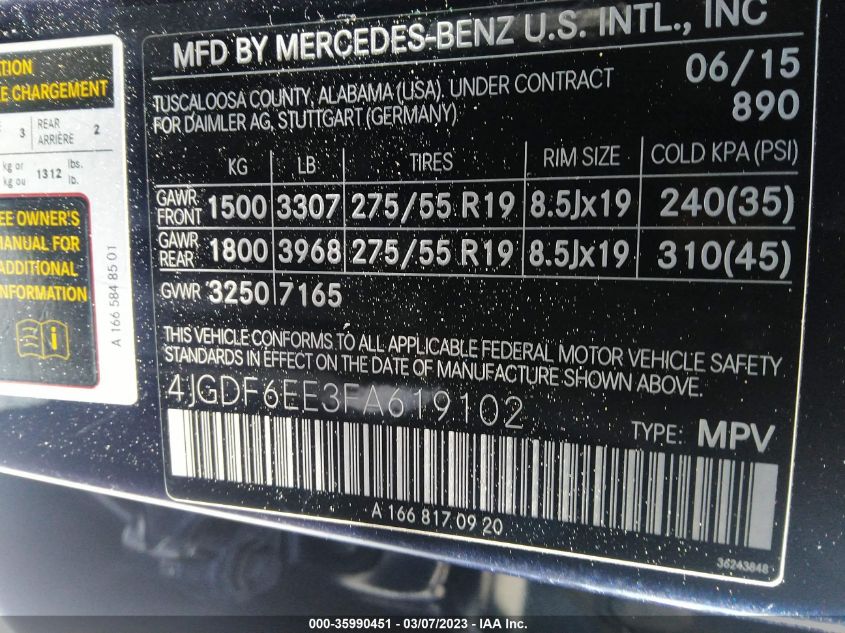 MFD BY MERCEDES-BENZ U.S. INTL., INC
TUSCALOOSA COUNTY, ALABAMA (USA), UNDER CONTRACT 06/15
FOR DAIMLER AG, STUTTGART (GERMANY) 890
KG LB TIRES RIM SIZE COLD KPA (PSI)
GAWR FRONT 1500 3307 275/55 R19 8.5Jx19 240(35)
GAWR REAR 1800 3968 275/55 R19 8.5Jx19 310(45)
GVWR 3250 7165
THIS VEHICLE CONFORMS TO ALL APPLICABLE FEDERAL MOTOR VEHICLE SAFETY
STANDARDS IN EFFECT ON THE DATE OF MANUFACTURE SHOWN ABOVE.
4JGDF6EE3FA619102
TYPE: MPV
A 166 817 09 20
36243848
CHARGEMENT
3 REAR ARRIÈRE 2
kg or lbs.
kg ou 1312 lb.
OWNER'S
MANUAL FOR
ADDITIONAL
INFORMATION
A 166 584 85 01
000-35990451 - 03/07/2023 - IAA Inc.